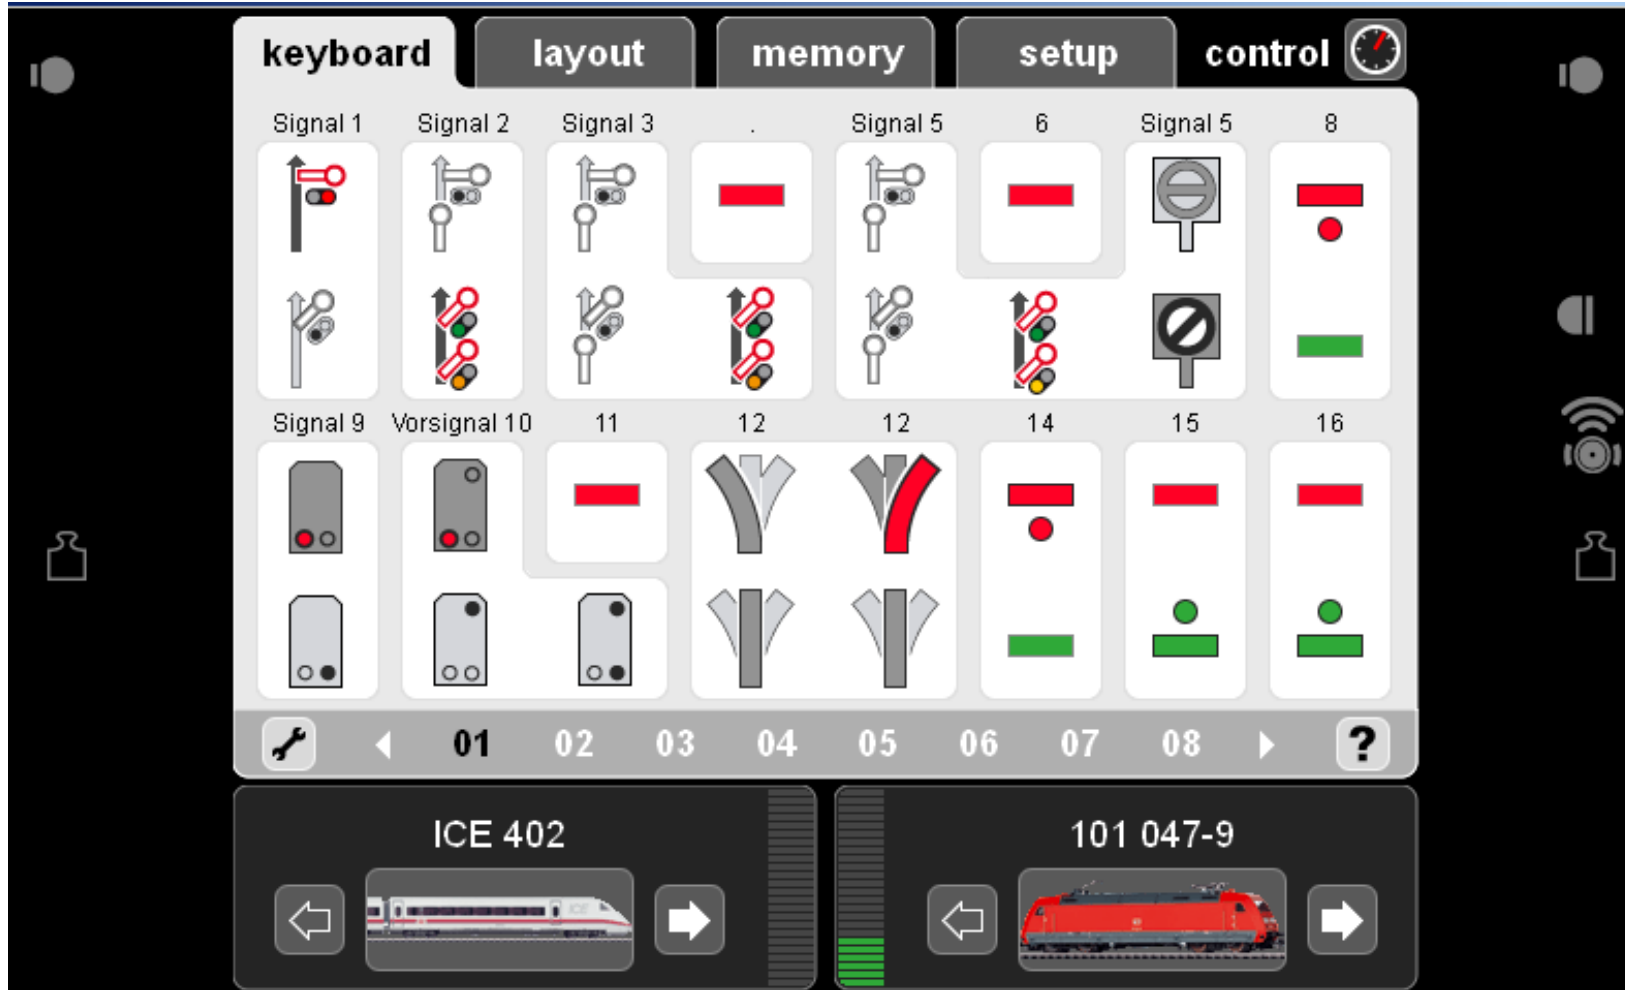 keyboard layout memory setup control
Signal 1 Signal 2 Signal 3 . Signal 5 6 Signal 5 8
Signal 9 Vorsignal 10 11 12 12 14 15 16
01 02 03 04 05 06 07 08 ?
ICE 402 101 047-9
ICE